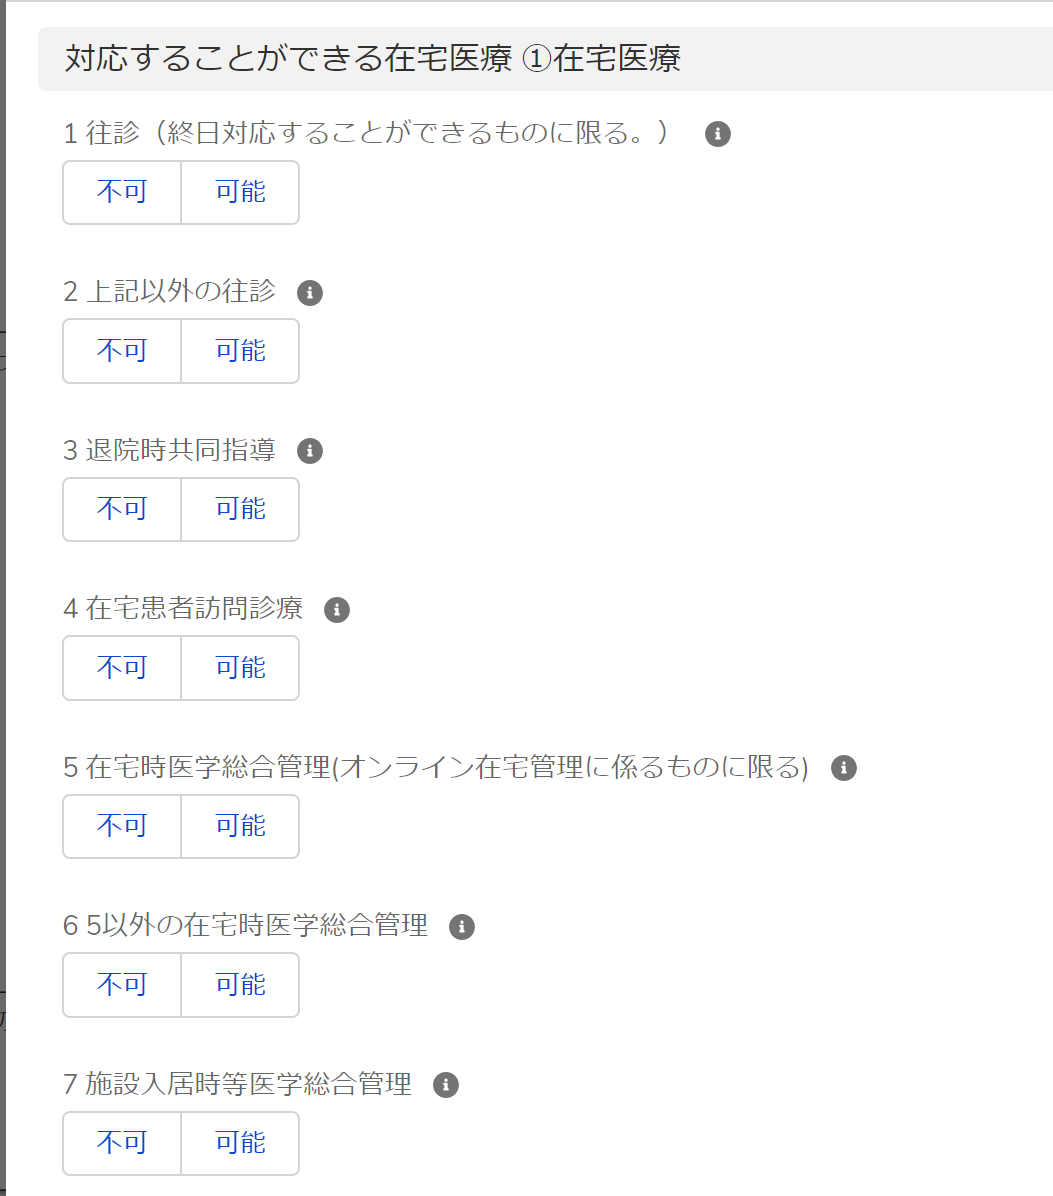 対応することができる在宅医療 ①在宅医療
1 往診（終日対応することができるものに限る。）
不可 可能
2 上記以外の往診
不可 可能
3 退院時共同指導
不可 可能
4 在宅患者訪問診療
不可 可能
5 在宅時医学総合管理(オンライン在宅管理に係るものに限る)
不可 可能
6 5以外の在宅時医学総合管理
不可 可能
7 施設入居時等医学総合管理
不可 可能